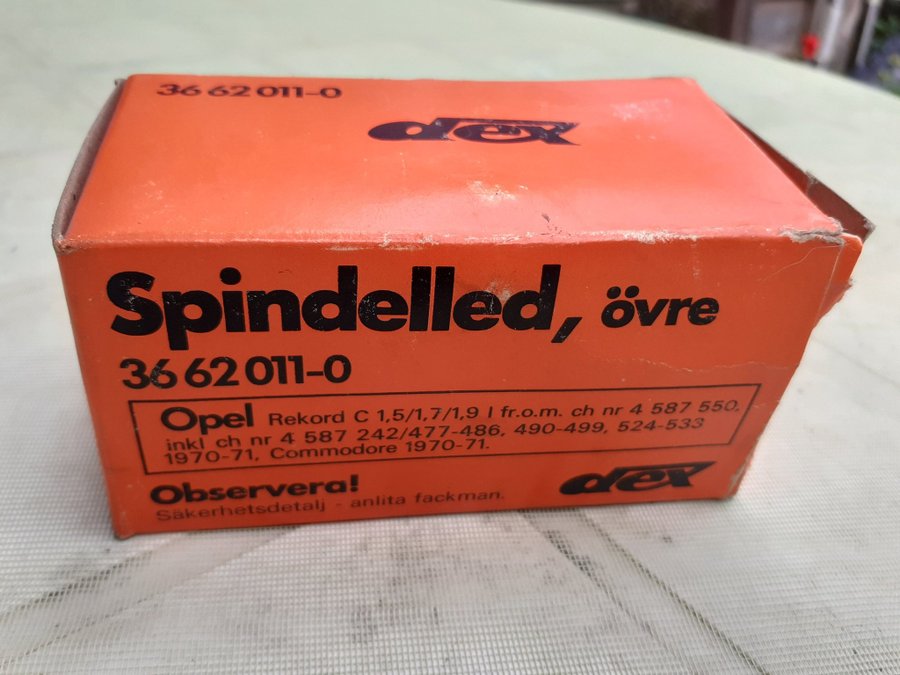 36 62 011-0
dex
Spindelled, övre
36 62 011-0
Opel Rekord C 1,5/1,7/1,9 l fr.o.m. ch nr 4 587 550,
inkl ch nr 4 587 242/477-486, 490-499, 524-533
1970-71, Commodore 1970-71.
Observera!
Säkerhetsdetalj - anlita fackman.
dex